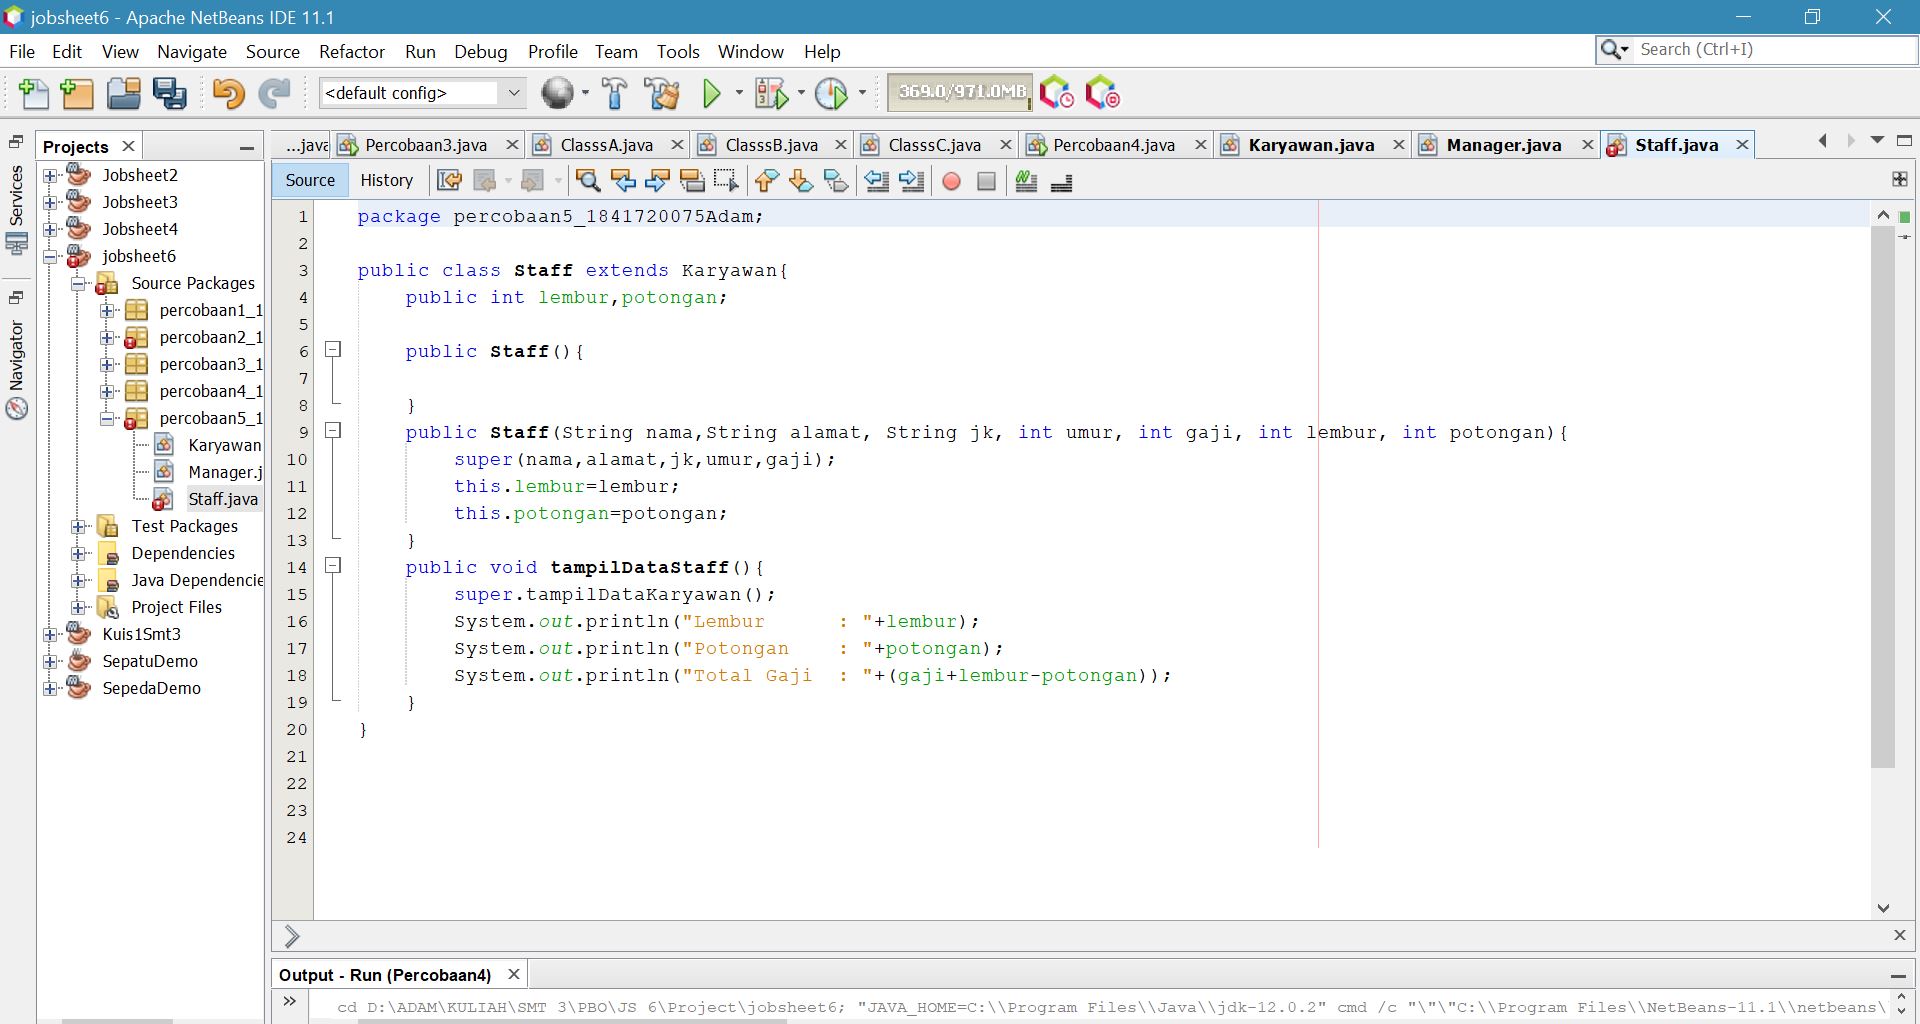 jobsheet6 - Apache NetBeans IDE 11.1
File Edit View Navigate Source Refactor Run Debug Profile Team Tools Window Help
Search (Ctrl+I)
<default config>
369.0/971.0MB
Services
Navigator
Projects
Jobsheet2
Jobsheet3
Jobsheet4
jobsheet6
Source Packages
percobaan1_1
percobaan2_1
percobaan3_1
percobaan4_1
percobaan5_1
Karyawan
Manager.j
Staff.java
Test Packages
Dependencies
Java Dependencie
Project Files
Kuis1Smt3
SepatuDemo
SepedaDemo
...java Percobaan3.java ClasssA.java ClasssB.java ClasssC.java Percobaan4.java Karyawan.java Manager.java Staff.java
Source History
1 package percobaan5_1841720075Adam;
2
3 public class Staff extends Karyawan{
4 public int lembur,potongan;
5
6 public Staff(){
7
8 }
9 public Staff(String nama,String alamat, String jk, int umur, int gaji, int lembur, int potongan){
10 super(nama,alamat,jk,umur,gaji);
11 this.lembur=lembur;
12 this.potongan=potongan;
13 }
14 public void tampilDataStaff(){
15 super.tampilDataKaryawan();
16 System.out.println("Lembur      : "+lembur);
17 System.out.println("Potongan    : "+potongan);
18 System.out.println("Total Gaji  : "+(gaji+lembur-potongan));
19 }
20 }
21
22
23
24
Output - Run (Percobaan4)
cd D:\ADAM\KULIAH\SMT 3\PBO\JS 6\Project\jobsheet6; "JAVA_HOME=C:\\Program Files\\Java\\jdk-12.0.2" cmd /c "\"\"C:\\Program Files\\NetBeans-11.1\\netbeans\